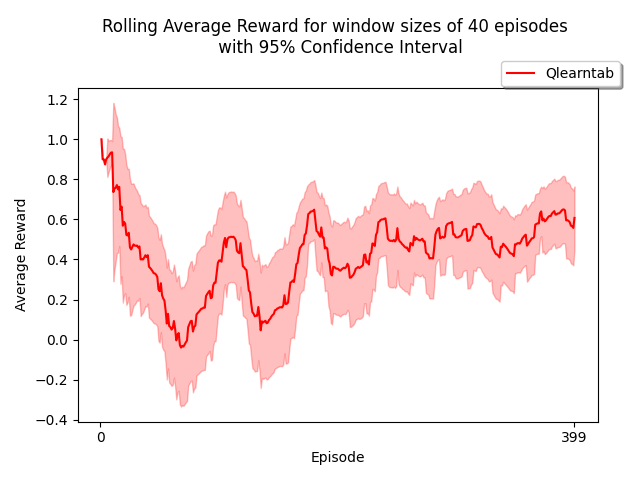 Rolling Average Reward for window sizes of 40 episodes
with 95% Confidence Interval
Qlearntab
1.2
1.0
0.8
0.6
0.4
0.2
0.0
−0.2
−0.4
Average Reward
0
399
Episode